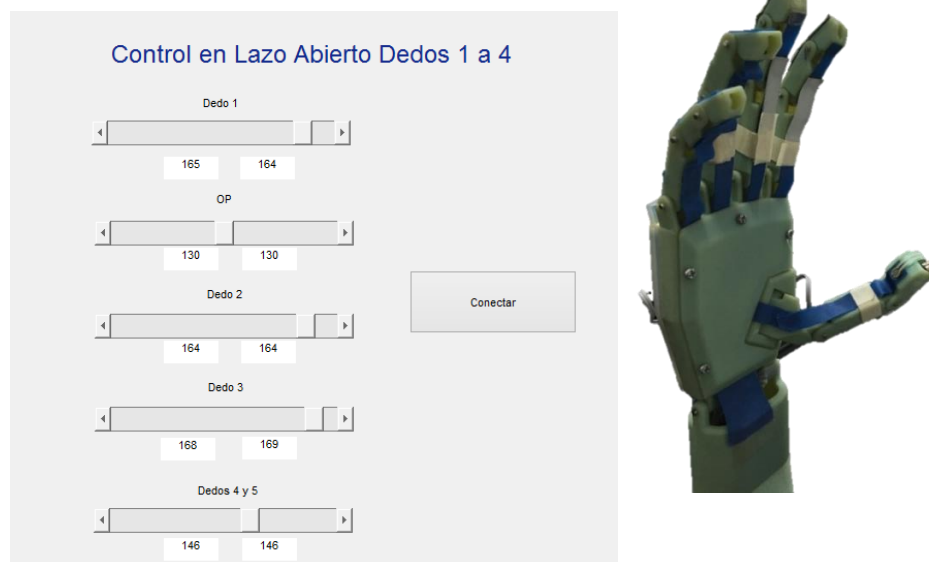 Control en Lazo Abierto Dedos 1 a 4
Dedo 1
165 164
OP
130 130
Dedo 2
Conectar
164 164
Dedo 3
168 169
Dedos 4 y 5
146 146